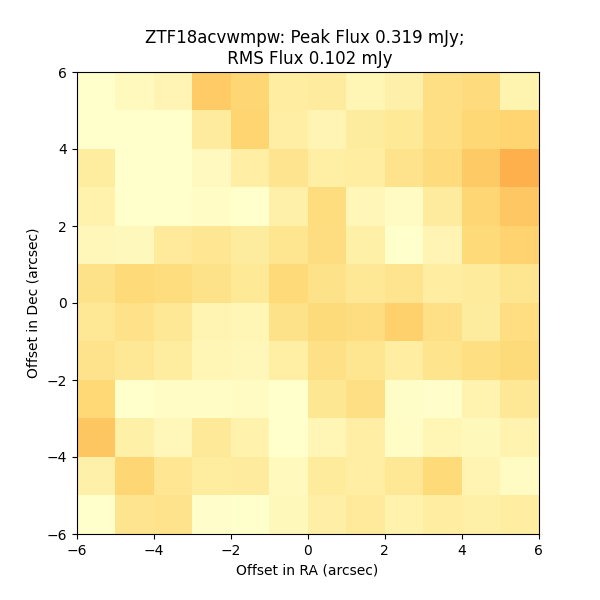 ZTF18acvwmpw: Peak Flux 0.319 mJy;
RMS Flux 0.102 mJy
6
4
2
0
−2
−4
−6
Offset in Dec (arcsec)
−6 −4 −2 0 2 4 6
Offset in RA (arcsec)